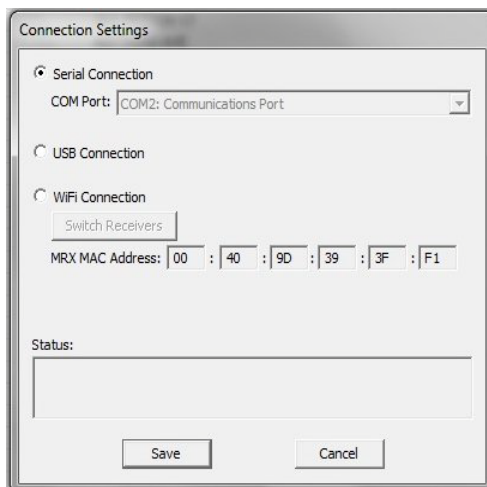 Connection Settings
Serial Connection
COM Port: COM2: Communications Port
USB Connection
WiFi Connection
Switch Receivers
MRX MAC Address: 00 : 40 : 9D : 39 : 3F : F1
Status:
Save Cancel